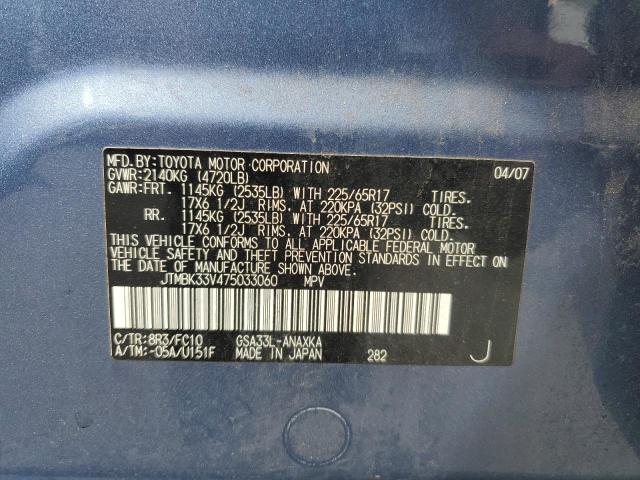 MFD.BY:TOYOTA MOTOR CORPORATION 04/07
GVWR:2140KG (4720LB)
GAWR:FRT. 1145KG (2535LB) WITH 225/65R17 TIRES.
17X6 1/2J RIMS. AT 220KPA (32PSI) COLD.
RR. 1145KG (2535LB) WITH 225/65R17 TIRES.
17X6 1/2J RIMS. AT 220KPA (32PSI) COLD.
THIS VEHICLE CONFORMS TO ALL APPLICABLE FEDERAL MOTOR
VEHICLE SAFETY AND THEFT PREVENTION STANDARDS IN EFFECT
ON THE DATE OF MANUFACTURE SHOWN ABOVE.
JTMBK33V475033060 MPV
C/TR:8R3/FC10 GSA33L-ANAXKA
A/TM:-05A/U151F MADE IN JAPAN 282 J